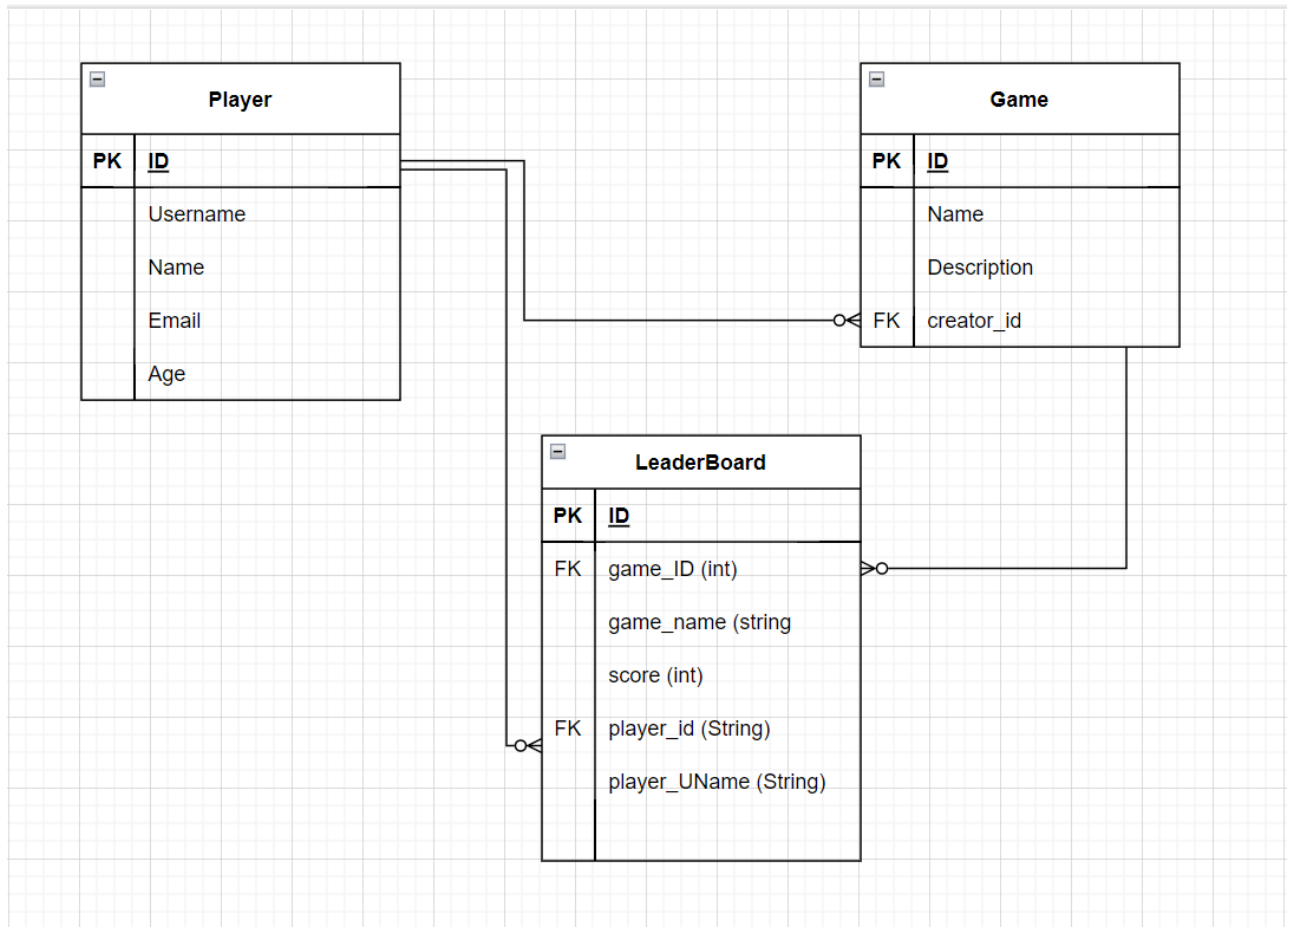 Player
PK ID
Username
Name
Email
Age
Game
PK ID
Name
Description
FK creator_id
LeaderBoard
PK ID
FK game_ID (int)
game_name (string
score (int)
FK player_id (String)
player_UName (String)